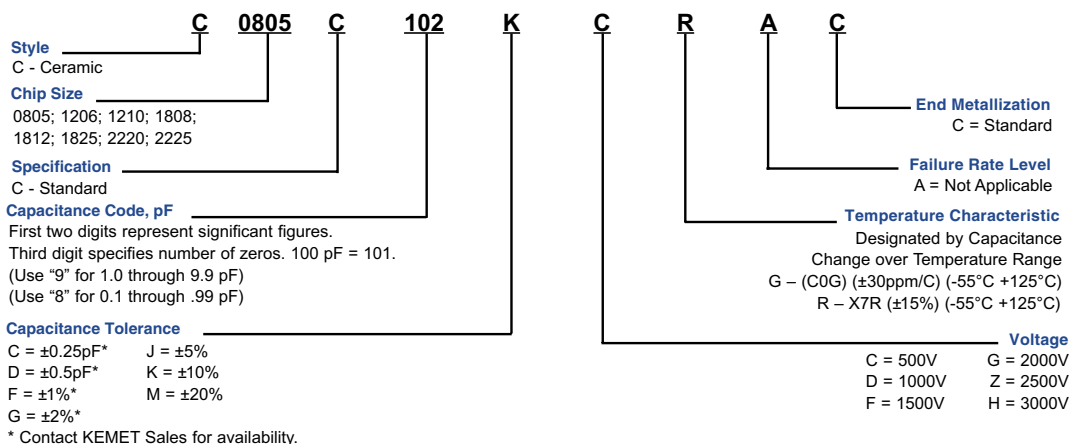 C 0805 C 102 K C R A C
Style
C - Ceramic
Chip Size
0805; 1206; 1210; 1808;
1812; 1825; 2220; 2225
Specification
C - Standard
Capacitance Code, pF
First two digits represent significant figures.
Third digit specifies number of zeros. 100 pF = 101.
(Use “9” for 1.0 through 9.9 pF)
(Use “8” for 0.1 through .99 pF)
Capacitance Tolerance
C = ±0.25pF* J = ±5%
D = ±0.5pF* K = ±10%
F = ±1%* M = ±20%
G = ±2%*
* Contact KEMET Sales for availability.
End Metallization
C = Standard
Failure Rate Level
A = Not Applicable
Temperature Characteristic
Designated by Capacitance
Change over Temperature Range
G – (C0G) (±30ppm/C) (-55°C +125°C)
R – X7R (±15%) (-55°C +125°C)
Voltage
C = 500V G = 2000V
D = 1000V Z = 2500V
F = 1500V H = 3000V